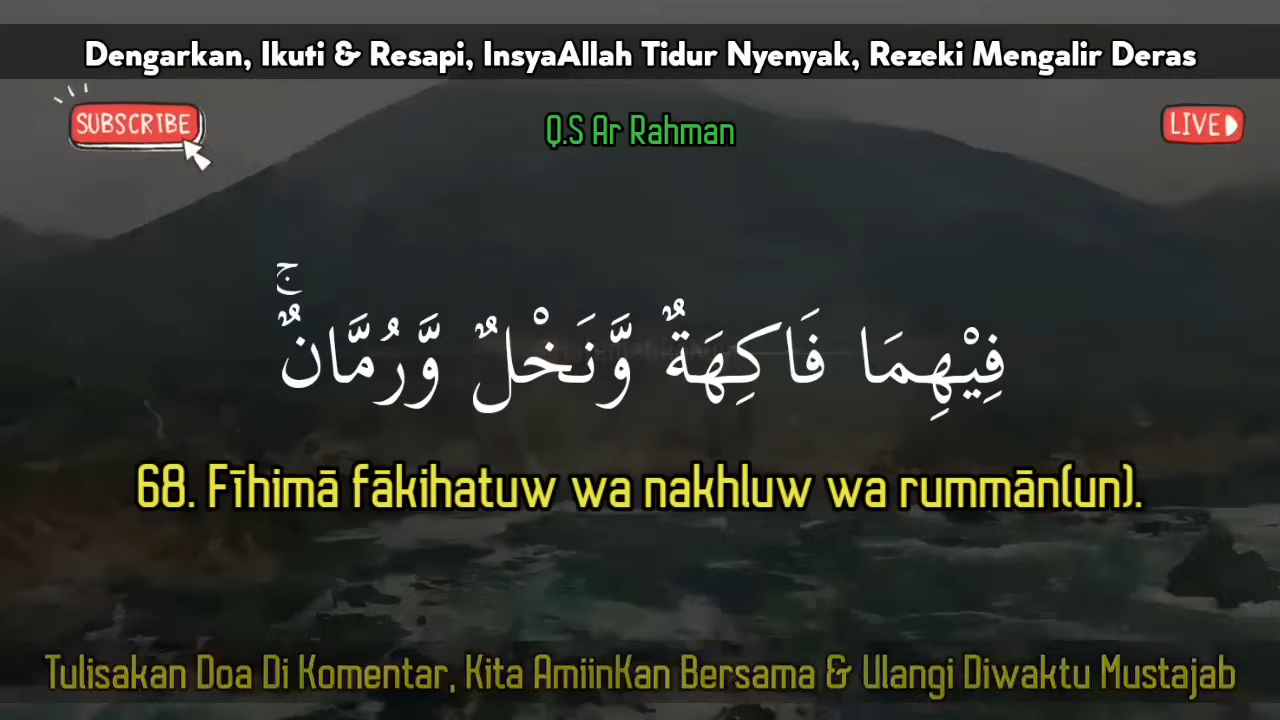 Dengarkan, Ikuti & Resapi, InsyaAllah Tidur Nyenyak, Rezeki Mengalir Deras
SUBSCRIBE
LIVE
Q.S Ar Rahman
فِيْهِمَا فَاكِهَةٌ وَّنَخْلٌ وَّرُمَّانٌۚ
68. Fīhimā fākihatuw wa nakhluw wa rummān(un).
Tulisakan Doa Di Komentar, Kita AmiinKan Bersama & Ulangi Diwaktu Mustajab